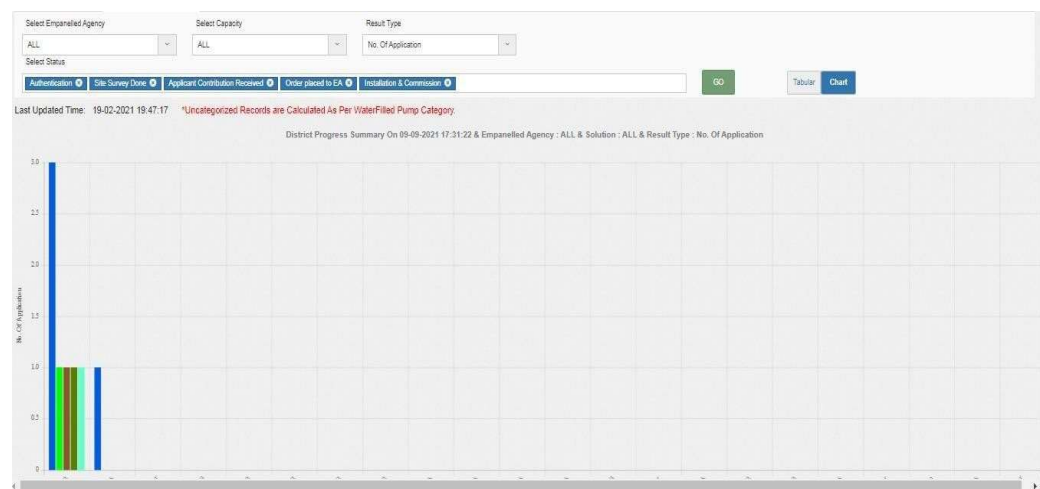 Select Empanelled Agency Select Capacity Result Type
ALL ALL No. Of Application
Select Status
Authentication Site Survey Done Applicant Contribution Received Order placed to EA Installation & Commission GO Tabular Chart
Last Updated Time: 19-02-2021 19:47:17 *Uncategorized Records are Calculated As Per WaterFilled Pump Category.
District Progress Summary On 09-09-2021 17:31:22 & Empanelled Agency : ALL & Solution : ALL & Result Type : No. Of Application
3.0
2.5
2.0
1.5
1.0
0.5
0
No. Of Application